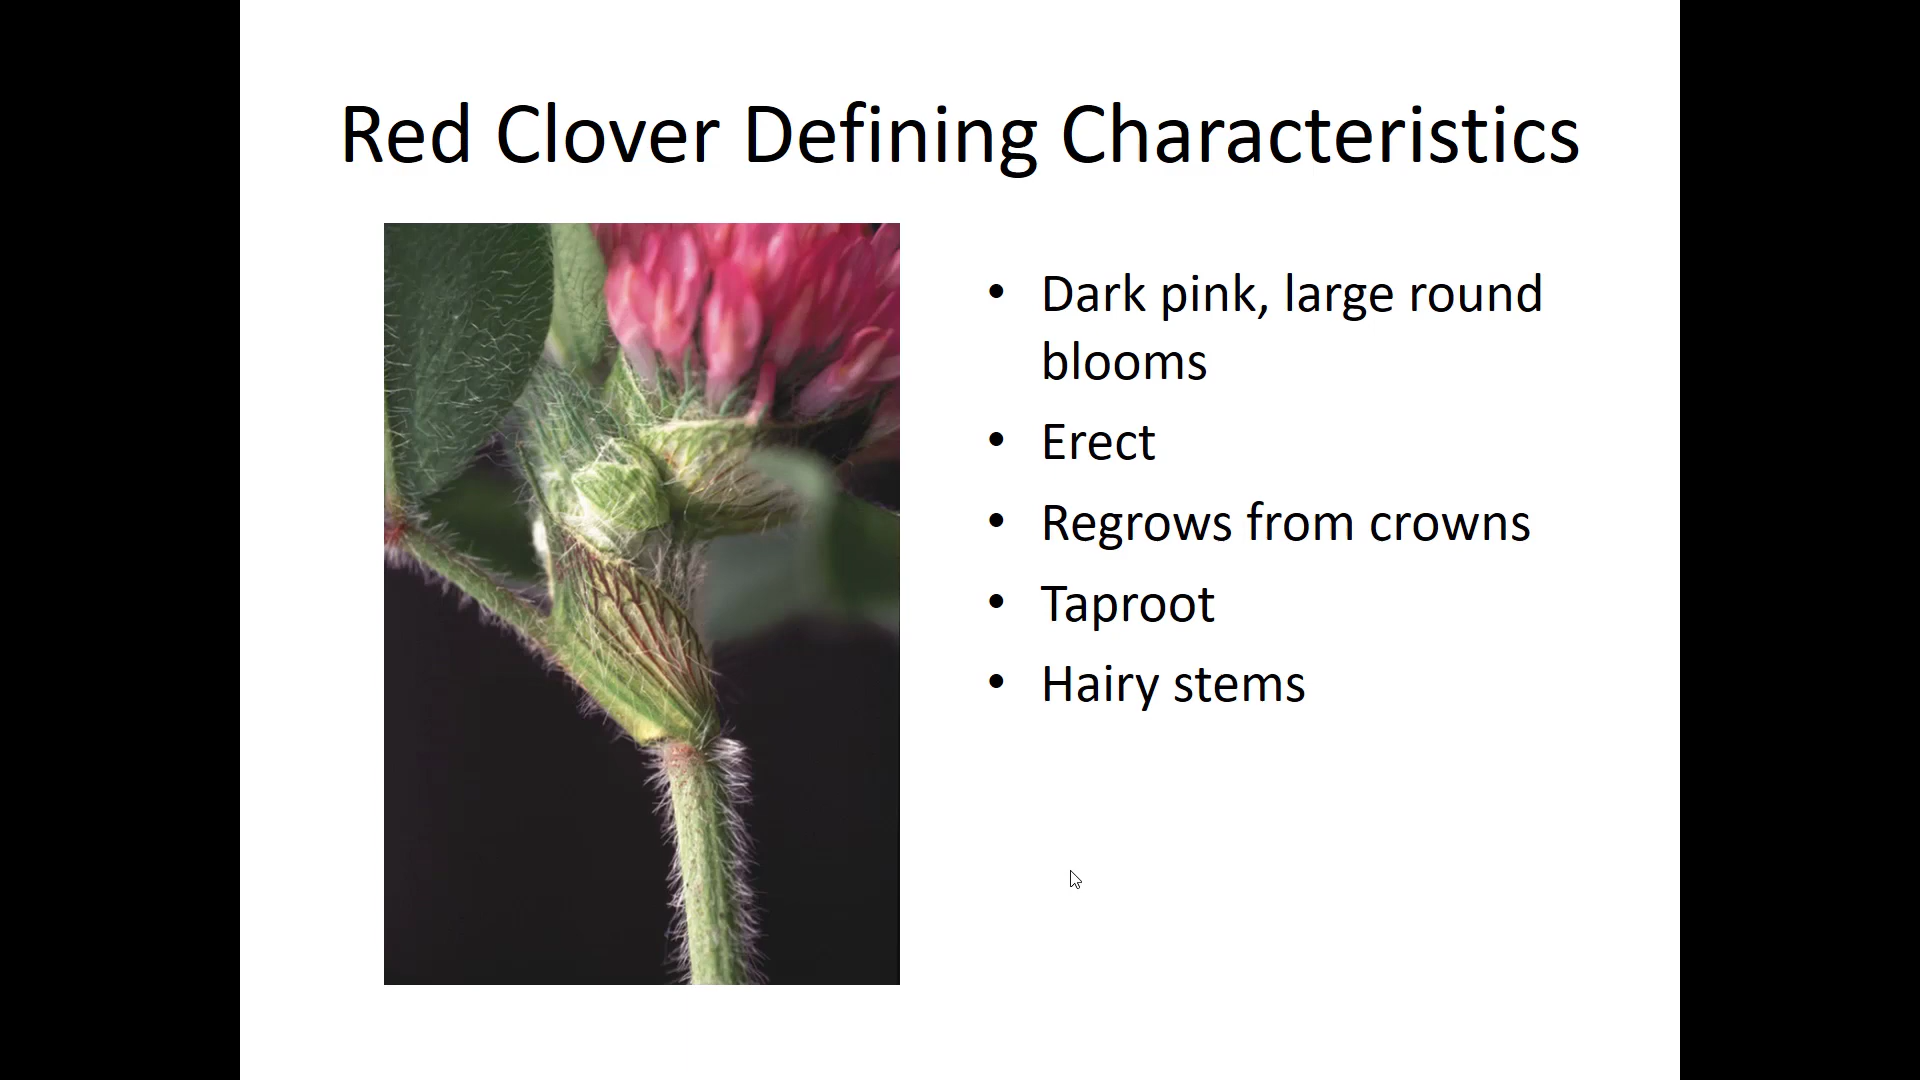 Red Clover Defining Characteristics
• Dark pink, large round
blooms
• Erect
• Regrows from crowns
• Taproot
• Hairy stems